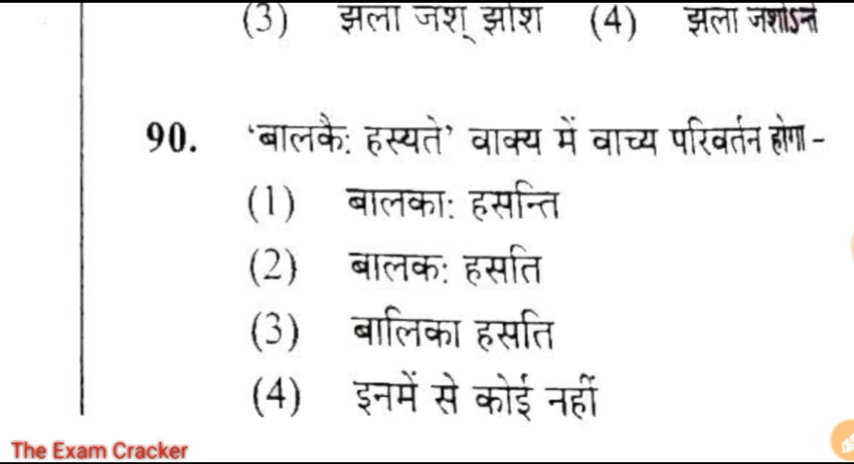 (3) झलां जश् झशि (4) झलां जशोऽन्ते
90. 'बालकैः हस्यते' वाक्य में वाच्य परिवर्तन होगा -
(1) बालकाः हसन्ति
(2) बालकः हसति
(3) बालिका हसति
(4) इनमें से कोई नहीं
The Exam Cracker